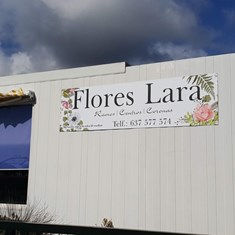 Flores Lara
Ramos | Centros | Coronas
Telf.: 637 577 574